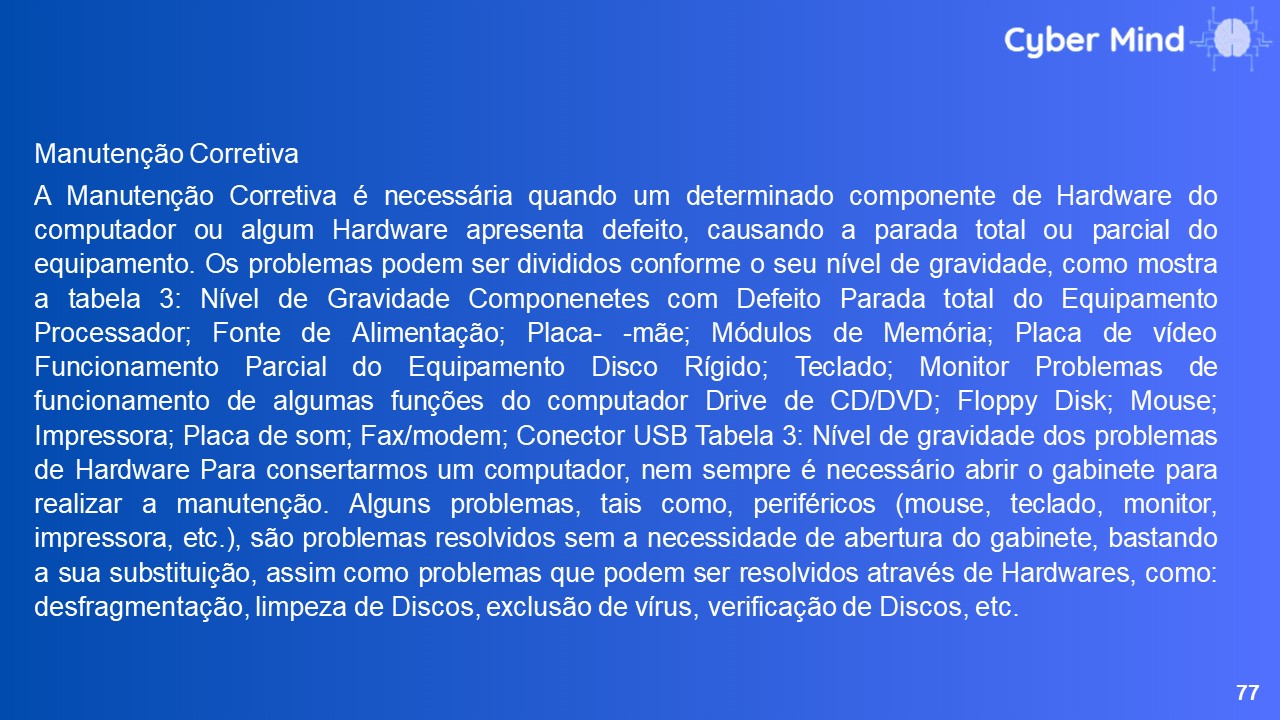 Cyber Mind
Manutenção Corretiva
A Manutenção Corretiva é necessária quando um determinado componente de Hardware do
computador ou algum Hardware apresenta defeito, causando a parada total ou parcial do
equipamento. Os problemas podem ser divididos conforme o seu nível de gravidade, como mostra
a tabela 3: Nível de Gravidade Componenetes com Defeito Parada total do Equipamento
Processador; Fonte de Alimentação; Placa- -mãe; Módulos de Memória; Placa de vídeo
Funcionamento Parcial do Equipamento Disco Rígido; Teclado; Monitor Problemas de
funcionamento de algumas funções do computador Drive de CD/DVD; Floppy Disk; Mouse;
Impressora; Placa de som; Fax/modem; Conector USB Tabela 3: Nível de gravidade dos problemas
de Hardware Para consertarmos um computador, nem sempre é necessário abrir o gabinete para
realizar a manutenção. Alguns problemas, tais como, periféricos (mouse, teclado, monitor,
impressora, etc.), são problemas resolvidos sem a necessidade de abertura do gabinete, bastando
a sua substituição, assim como problemas que podem ser resolvidos através de Hardwares, como:
desfragmentação, limpeza de Discos, exclusão de vírus, verificação de Discos, etc.
77